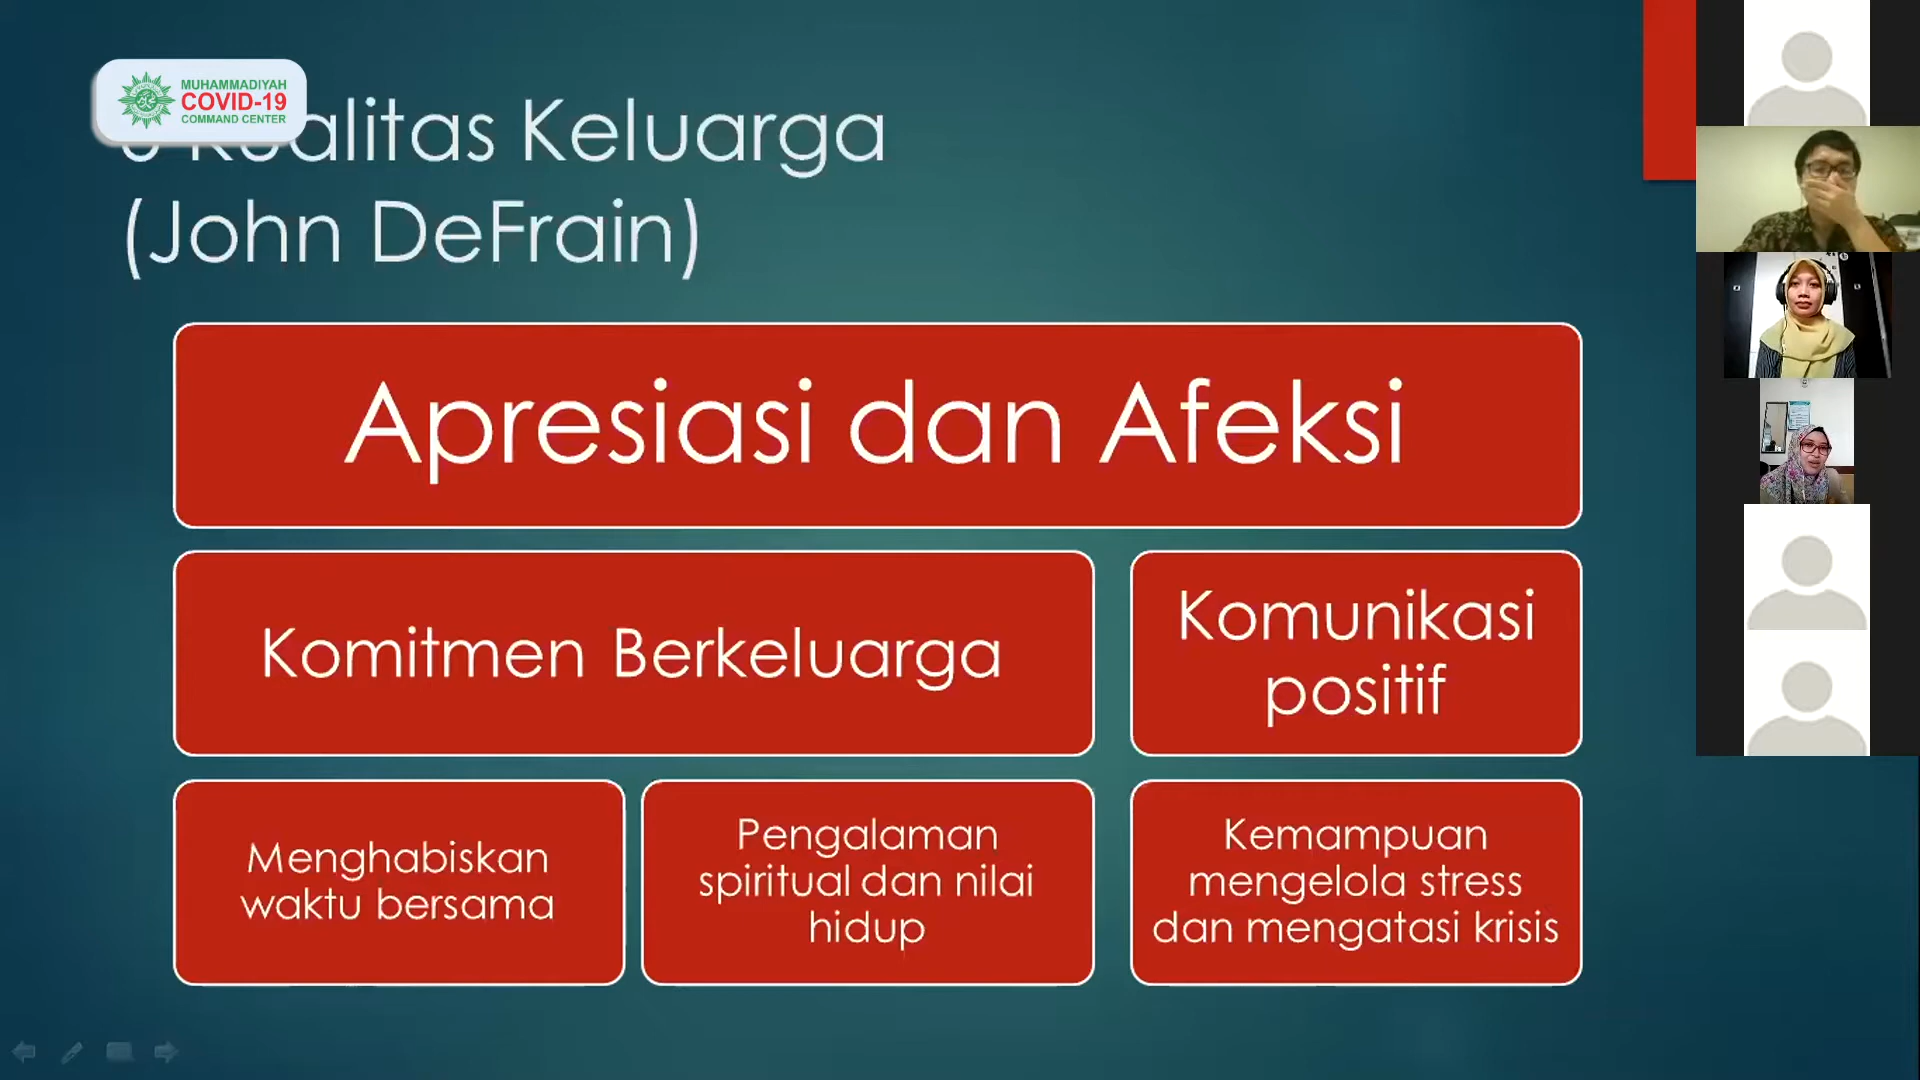 MUHAMMADIYAH
COVID-19
COMMAND CENTER
Kualitas Keluarga
(John DeFrain)
Apresiasi dan Afeksi
Komitmen Berkeluarga
Komunikasi
positif
Menghabiskan
waktu bersama
Pengalaman
spiritual dan nilai
hidup
Kemampuan
mengelola stress
dan mengatasi krisis